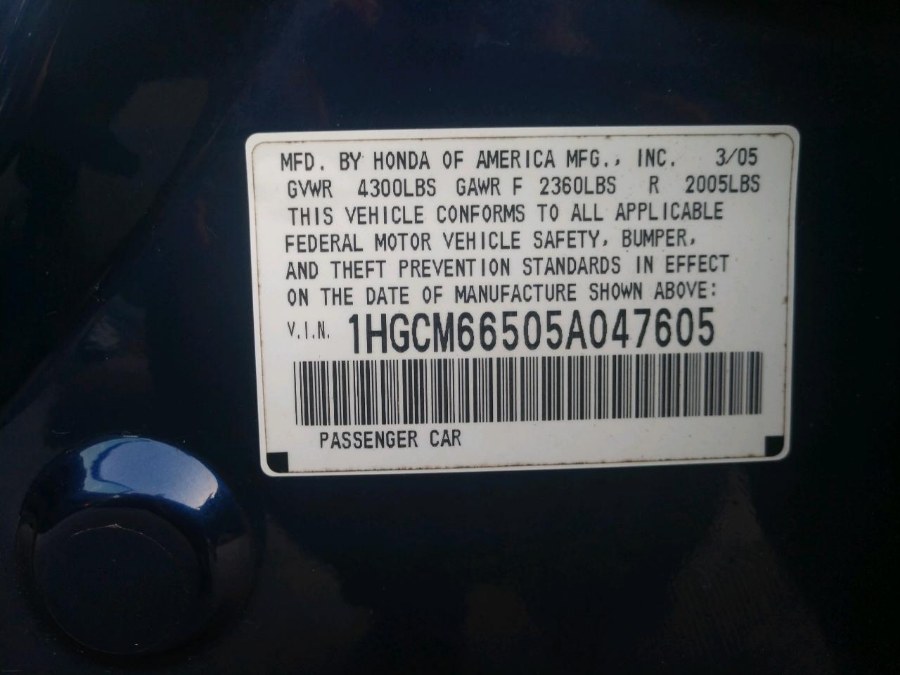 MFD. BY HONDA OF AMERICA MFG., INC. 3/05
GVWR 4300LBS GAWR F 2360LBS R 2005LBS
THIS VEHICLE CONFORMS TO ALL APPLICABLE
FEDERAL MOTOR VEHICLE SAFETY, BUMPER,
AND THEFT PREVENTION STANDARDS IN EFFECT
ON THE DATE OF MANUFACTURE SHOWN ABOVE:
V.I.N. 1HGCM66505A047605
PASSENGER CAR